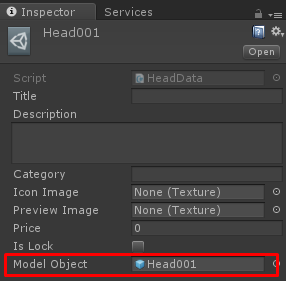 Inspector Services
Head001
Open
Script HeadData
Title
Description
Category
Icon Image None (Texture)
Preview Image None (Texture)
Price 0
Is Lock
Model Object Head001